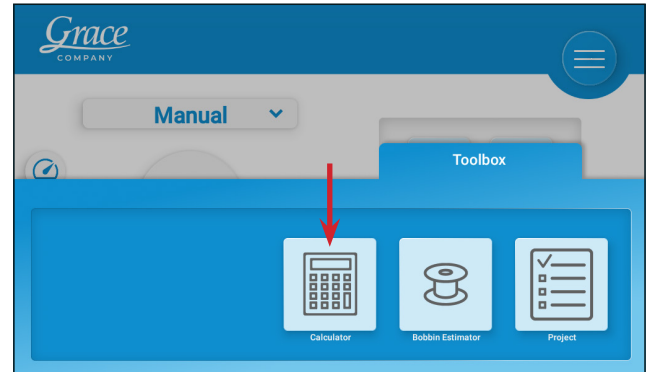 Grace
COMPANY
Manual
Toolbox
Calculator
Bobbin Estimator
Project